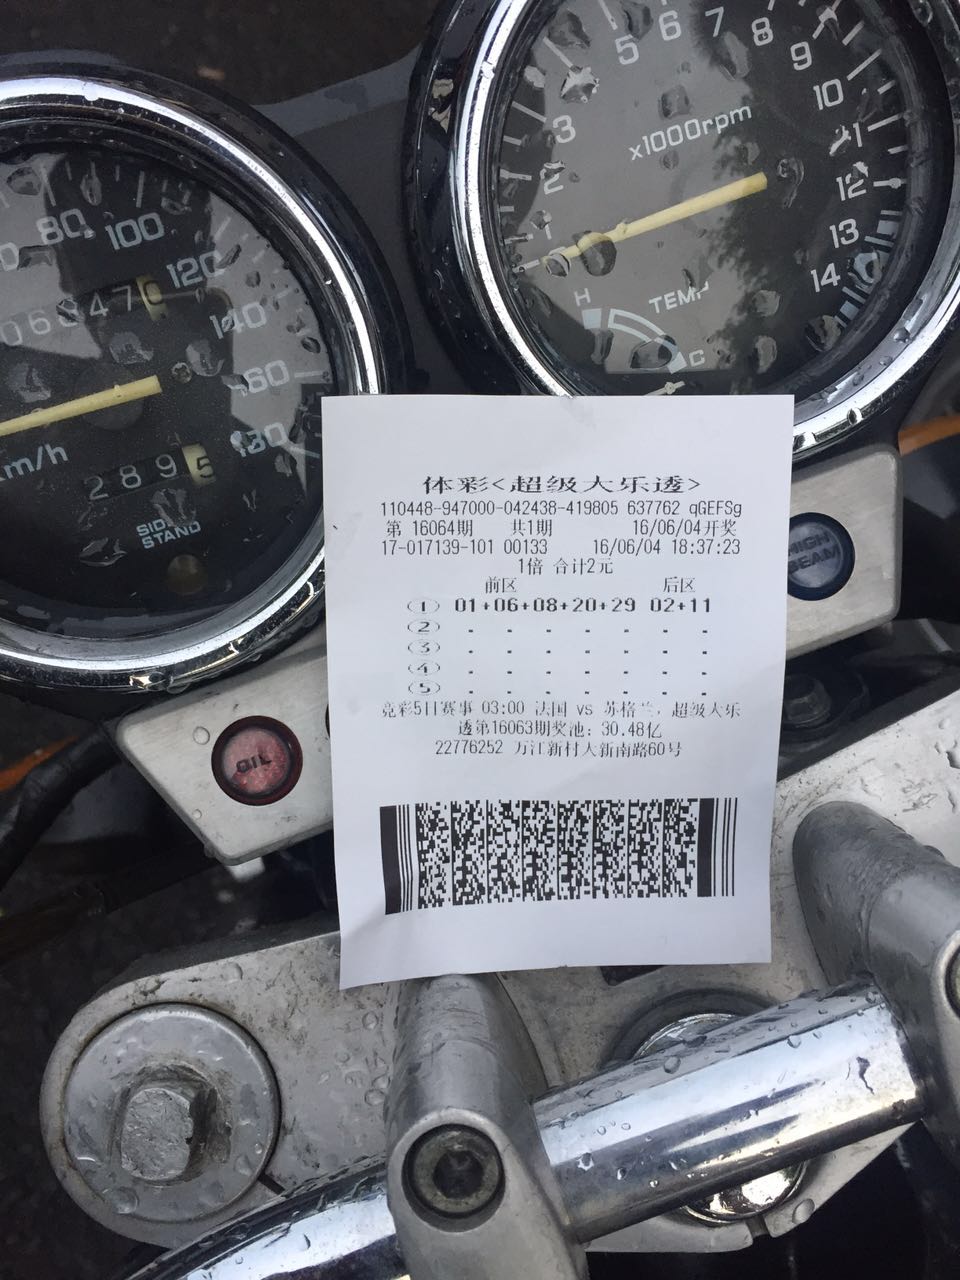 5 6 7 8 9 10 11 12 13 14
3
2
1
0
x1000rpm
H
TEMP
C
80 100 120 140 160 180
km/h
2895
SID.
STAND
HIGH
BEAM
OIL
体彩<超级大乐透>
110448-947000-042438-419805 637762 qGEFSg
第 16064期 共1期 16/06/04开奖
17-017139-101 00133 16/06/04 18:37:23
1倍 合计2元
前区 后区
① 01+06+08+20+29 02+11
②
③
④
⑤
竞彩5日赛事 03:00 法国 vs 苏格兰，超级大乐
透第16063期奖池：30.48亿
22776252 万江新村大新南路60号